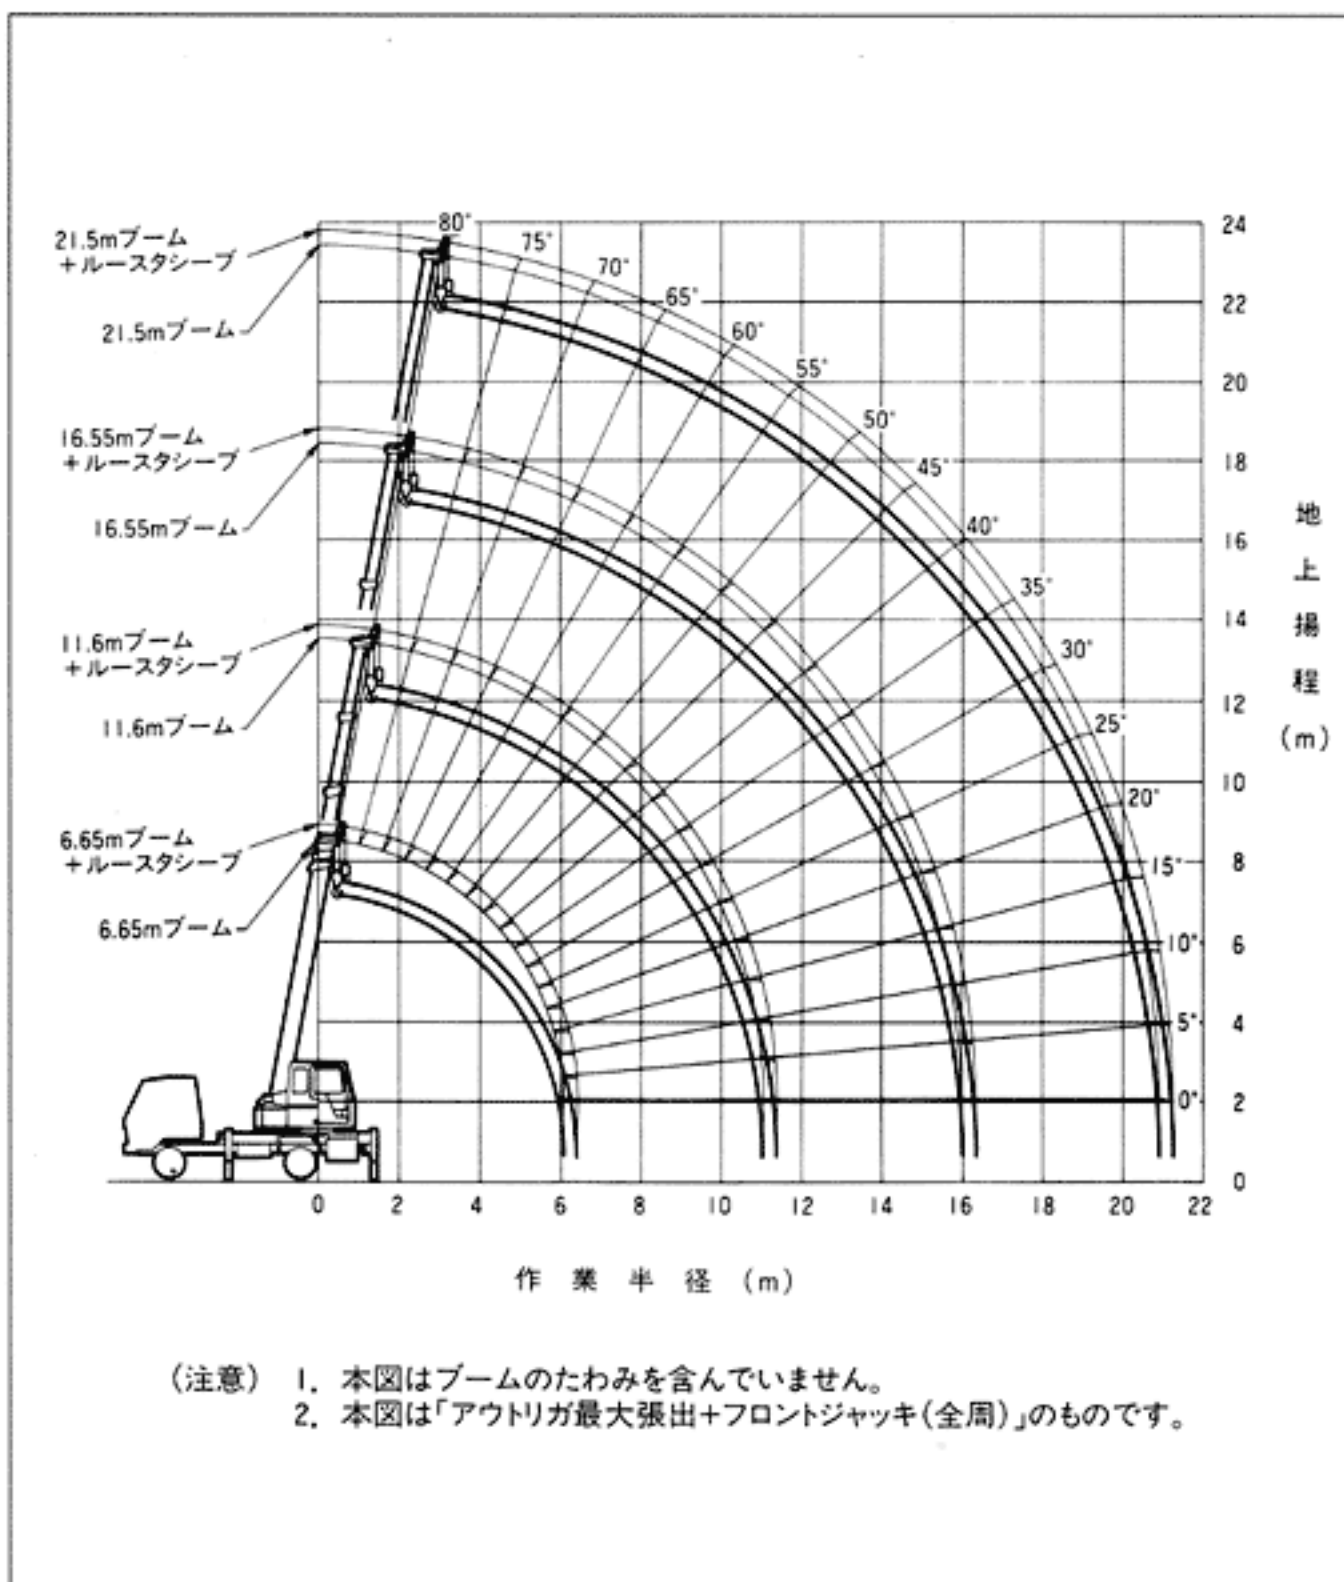 21.5mブーム
+ルースタシーブ
21.5mブーム
16.55mブーム
+ルースタシーブ
16.55mブーム
11.6mブーム
+ルースタシーブ
11.6mブーム
6.65mブーム
+ルースタシーブ
6.65mブーム
80°
75°
70°
65°
60°
55°
50°
45°
40°
35°
30°
25°
20°
15°
10°
5°
0°
24
22
20
18
16
14
12
10
8
6
4
2
0
地上揚程(m)
0 2 4 6 8 10 12 14 16 18 20 22
作業半径(m)
(注意) 1. 本図はブームのたわみを含んでいません。
2. 本図は「アウトリガ最大張出+フロントジャッキ(全周)」のものです。